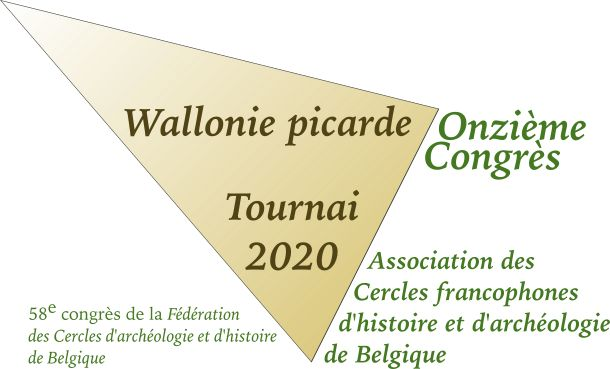 Wallonie picarde
Onzième
Congrès
Tournai
2020
Association des
Cercles francophones
d'histoire et d'archéologie
de Belgique
58e congrès de la Fédération
des Cercles d'archéologie et d'histoire
de Belgique